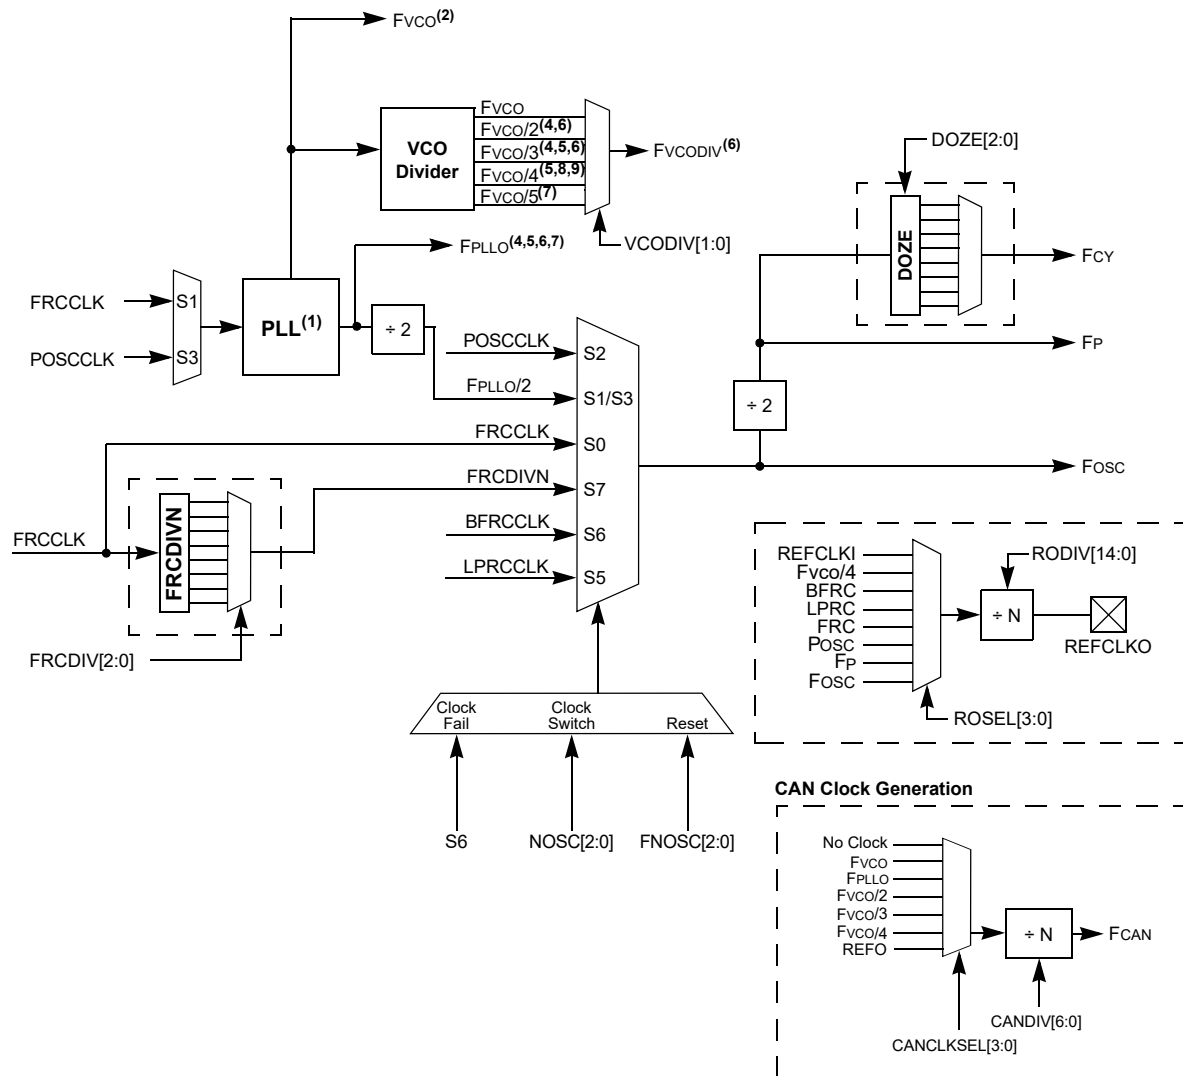 FVCO(2)
VCO
Divider
FVCO
FVCO/2(4,6)
FVCO/3(4,5,6)
FVCO/4(5,8,9)
FVCO/5(7)
FVCODIV(6)
VCODIV[1:0]
FPLLO(4,5,6,7)
DOZE[2:0]
DOZE
FCY
FP
÷ 2
FOSC
FRCCLK
POSCCLK
S1
S3
PLL(1)
÷ 2
POSCCLK
S2
FPLLO/2
S1/S3
FRCCLK
S0
FRCDIVN
S7
BFRCCLK
S6
LPRCCLK
S5
FRCCLK
FRCDIVN
FRCDIV[2:0]
Clock
Fail
Clock
Switch
Reset
S6
NOSC[2:0]
FNOSC[2:0]
REFCLKI
Fvco/4
BFRC
LPRC
FRC
POSC
FP
FOSC
RODIV[14:0]
÷ N
REFCLKO
ROSEL[3:0]
CAN Clock Generation
No Clock
FVCO
FPLLO
FVCO/2
FVCO/3
FVCO/4
REFO
÷ N
FCAN
CANDIV[6:0]
CANCLKSEL[3:0]